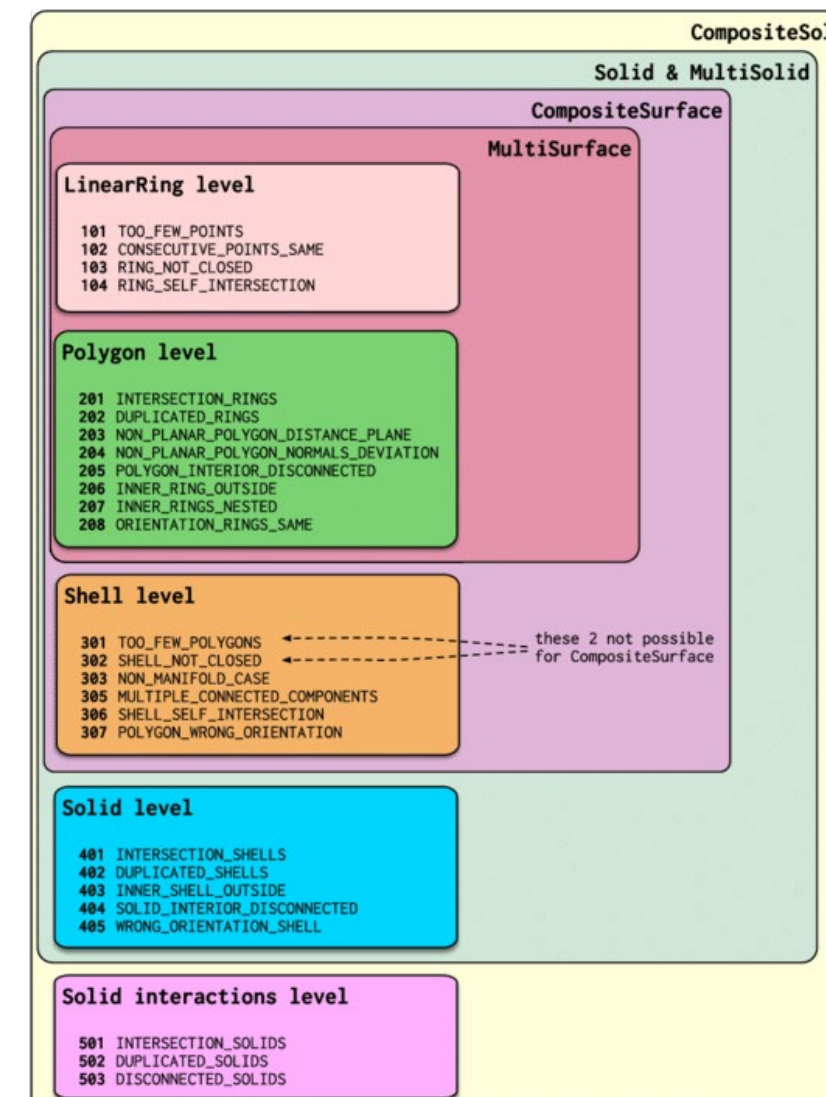 CompositeSol
Solid & MultiSolid
CompositeSurface
MultiSurface
LinearRing level
101 TOO_FEW_POINTS
102 CONSECUTIVE_POINTS_SAME
103 RING_NOT_CLOSED
104 RING_SELF_INTERSECTION
Polygon level
201 INTERSECTION_RINGS
202 DUPLICATED_RINGS
203 NON_PLANAR_POLYGON_DISTANCE_PLANE
204 NON_PLANAR_POLYGON_NORMALS_DEVIATION
205 POLYGON_INTERIOR_DISCONNECTED
206 INNER_RING_OUTSIDE
207 INNER_RINGS_NESTED
208 ORIENTATION_RINGS_SAME
Shell level
301 TOO_FEW_POLYGONS
302 SHELL_NOT_CLOSED
303 NON_MANIFOLD_CASE
305 MULTIPLE_CONNECTED_COMPONENTS
306 SHELL_SELF_INTERSECTION
307 POLYGON_WRONG_ORIENTATION
these 2 not possible
for CompositeSurface
Solid level
401 INTERSECTION_SHELLS
402 DUPLICATED_SHELLS
403 INNER_SHELL_OUTSIDE
404 SOLID_INTERIOR_DISCONNECTED
405 WRONG_ORIENTATION_SHELL
Solid interactions level
501 INTERSECTION_SOLIDS
502 DUPLICATED_SOLIDS
503 DISCONNECTED_SOLIDS